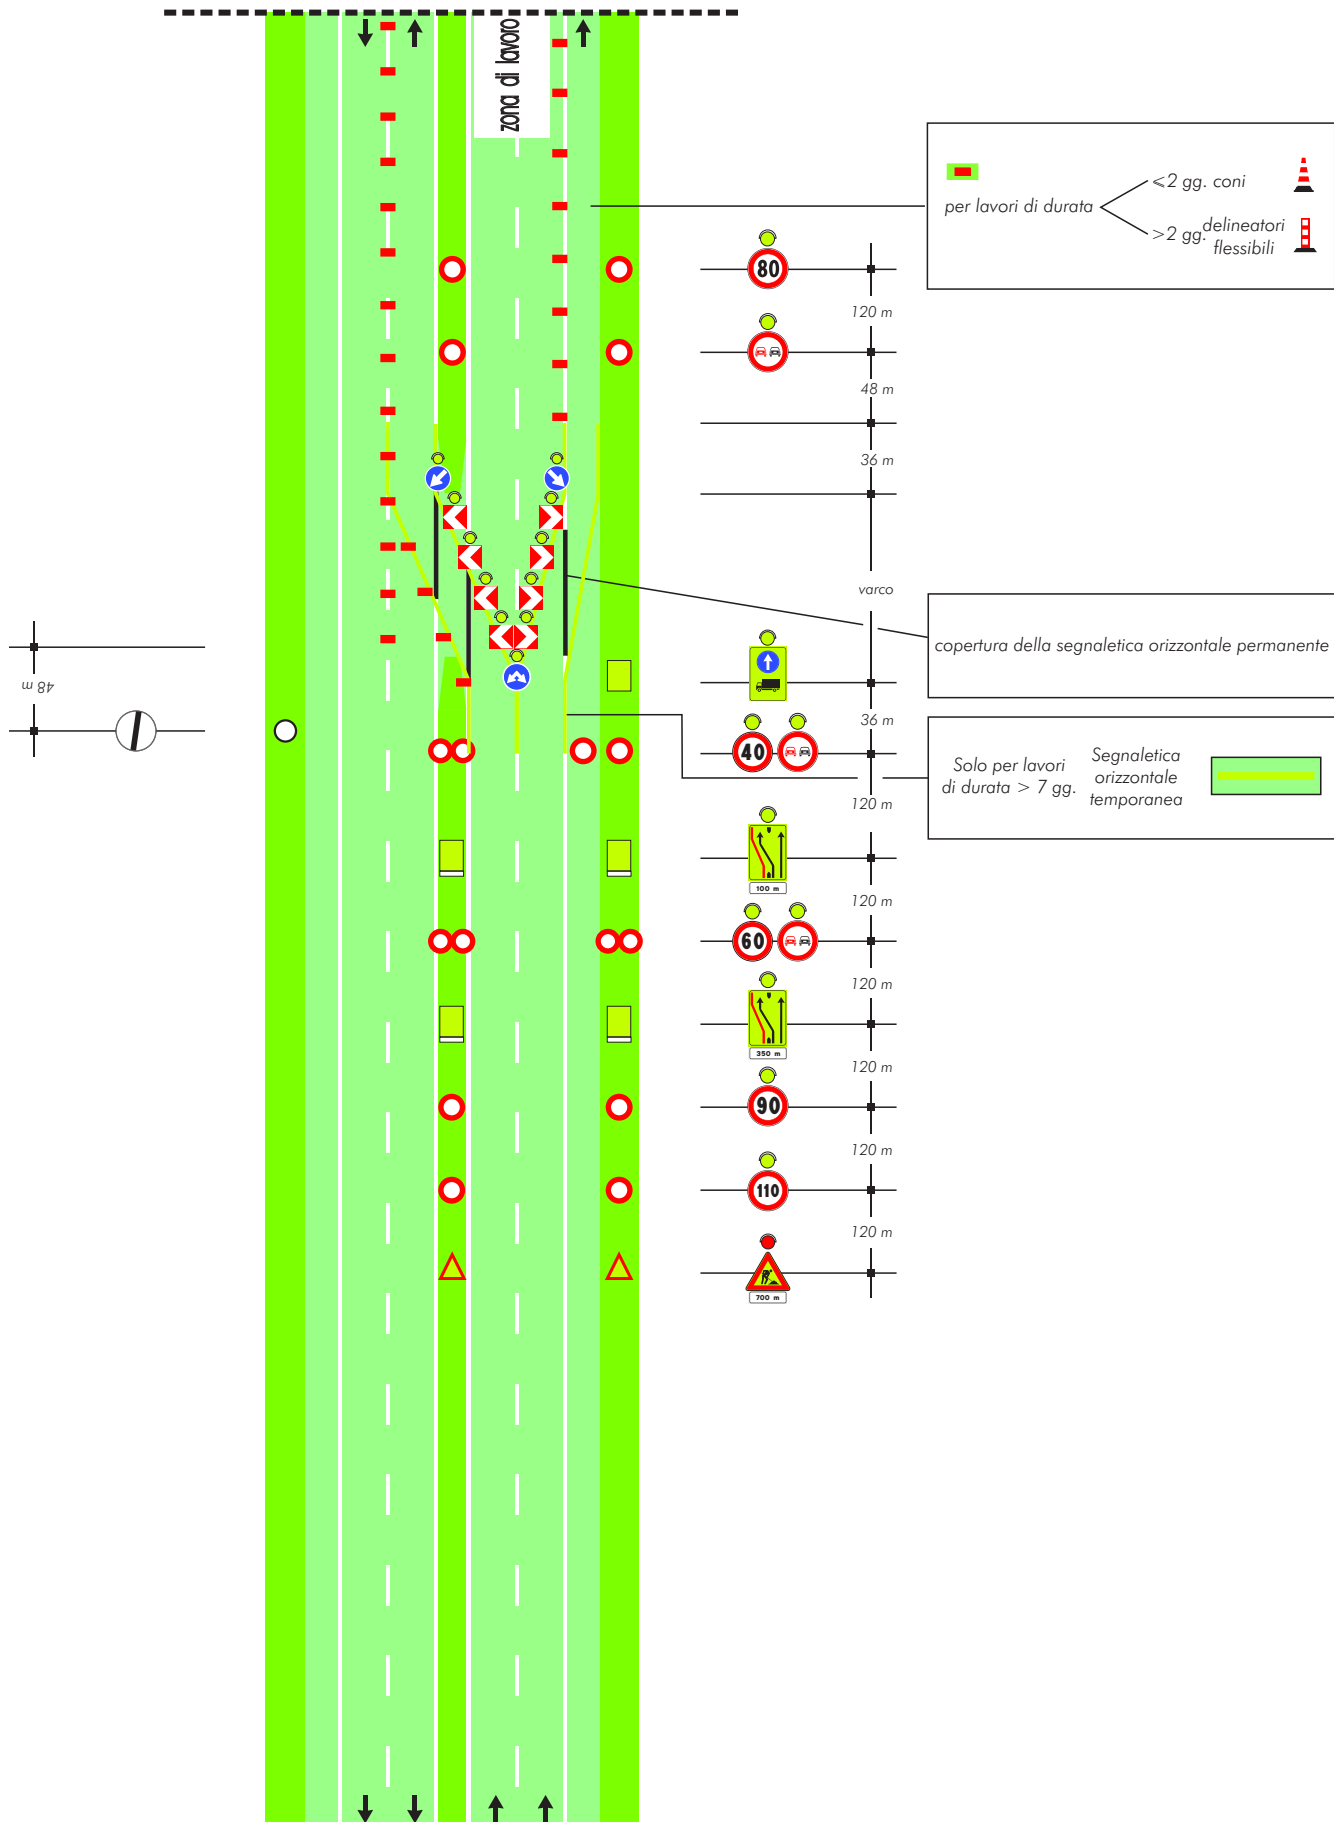 zona di lavoro
per lavori di durata
<2 gg. coni
>2 gg.
delineatori
flessibili
80
120 m
48 m
36 m
varco
copertura della segnaletica orizzontale permanente
48 m
36 m
40
Solo per lavori
di durata > 7 gg.
Segnaletica
orizzontale
temporanea
120 m
100 m
120 m
60
120 m
350 m
120 m
90
120 m
110
120 m
700 m